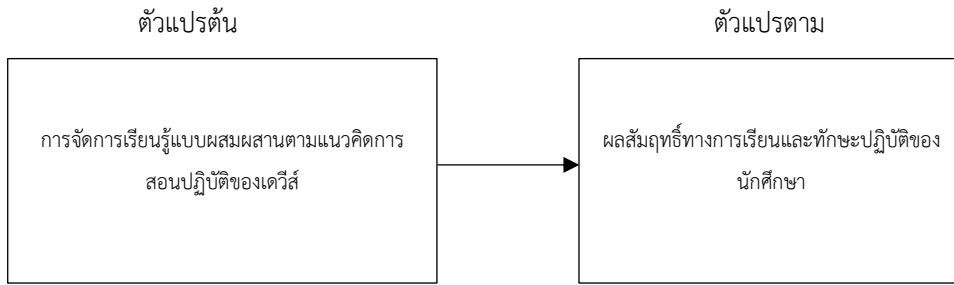 ตัวแปรต้น
ตัวแปรตาม
การจัดการเรียนรู้แบบผสมผสานตามแนวคิดการ
สอนปฏิบัติของเดวีส์
ผลสัมฤทธิ์ทางการเรียนและทักษะปฏิบัติของ
นักศึกษา